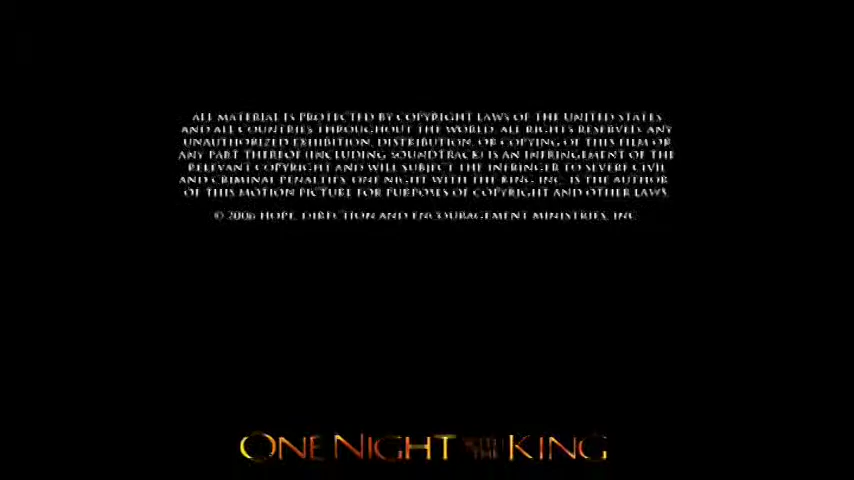 ALL MATERIAL IS PROTECTED BY COPYRIGHT LAWS OF THE UNITED STATES
AND ALL COUNTRIES THROUGHOUT THE WORLD. ALL RIGHTS RESERVED. ANY
UNAUTHORIZED EXHIBITION, DISTRIBUTION, OR COPYING OF THIS FILM OR
ANY PART THEREOF (INCLUDING SOUNDTRACK) IS AN INFRINGEMENT OF THE
RELEVANT COPYRIGHT AND WILL SUBJECT THE INFRINGER TO SEVERE CIVIL
AND CRIMINAL PENALTIES. ONE NIGHT WITH THE KING, INC. IS THE AUTHOR
OF THIS MOTION PICTURE FOR PURPOSES OF COPYRIGHT AND OTHER LAWS.
© 2006 HOPE, DIRECTION AND ENCOURAGEMENT MINISTRIES, INC.
ONE NIGHT WITH THE KING